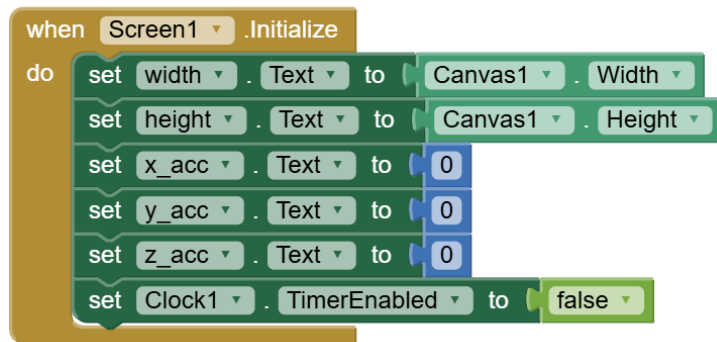 when Screen1 .Initialize
do set width . Text to Canvas1 . Width
set height . Text to Canvas1 . Height
set x_acc . Text to 0
set y_acc . Text to 0
set z_acc . Text to 0
set Clock1 . TimerEnabled to false